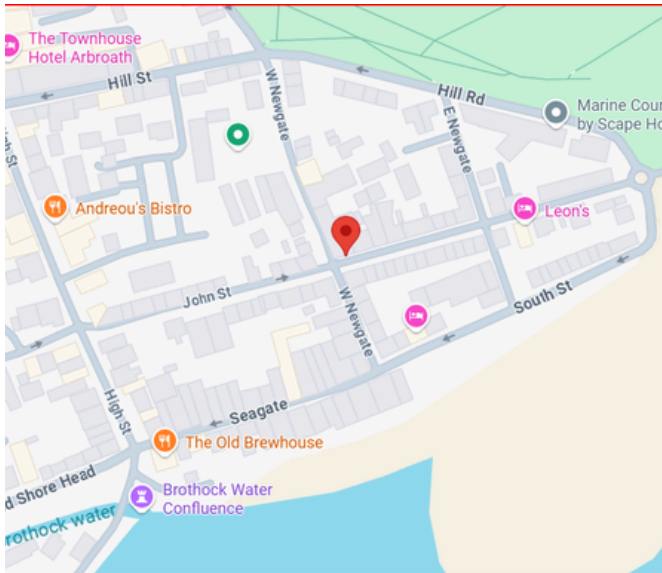 The Townhouse
Hotel Arbroath
Hill St
W Newgate
Hill Rd
E Newgate
Marine Cour
by Scape Ho
h St
Andreou's Bistro
Leon's
John St
W Newgate
South St
High St
Seagate
The Old Brewhouse
d Shore Head
Brothock Water
Confluence
rothock water